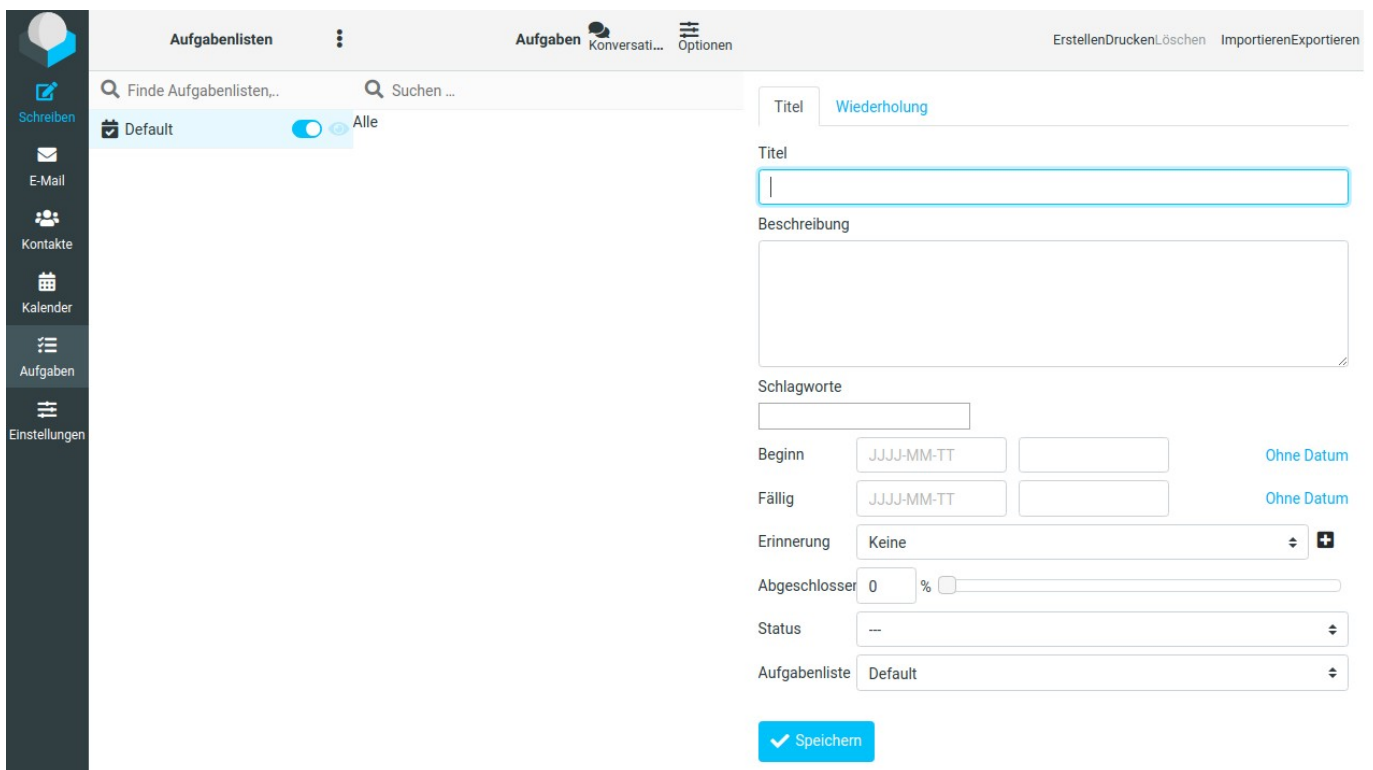 Aufgabenlisten
Aufgaben Konversati... Optionen
ErstellenDruckenLöschen ImportierenExportieren
Schreiben
E-Mail
Kontakte
Kalender
Aufgaben
Einstellungen
Finde Aufgabenlisten,..
Default
Suchen ...
Alle
Titel Wiederholung
Titel
Beschreibung
Schlagworte
Beginn JJJJ-MM-TT Ohne Datum
Fällig JJJJ-MM-TT Ohne Datum
Erinnerung Keine
Abgeschlossen 0 %
Status ---
Aufgabenliste Default
Speichern